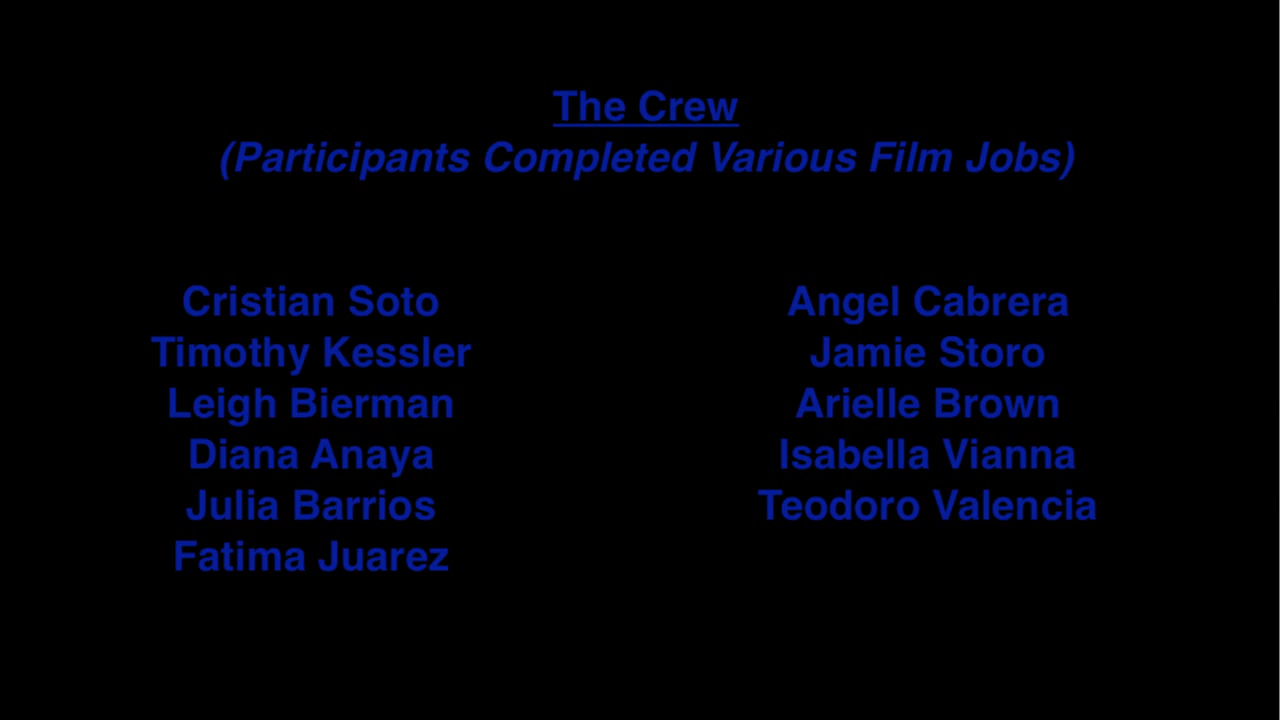 The Crew
(Participants Completed Various Film Jobs)
Cristian Soto
Timothy Kessler
Leigh Bierman
Diana Anaya
Julia Barrios
Fatima Juarez
Angel Cabrera
Jamie Storo
Arielle Brown
Isabella Vianna
Teodoro Valencia